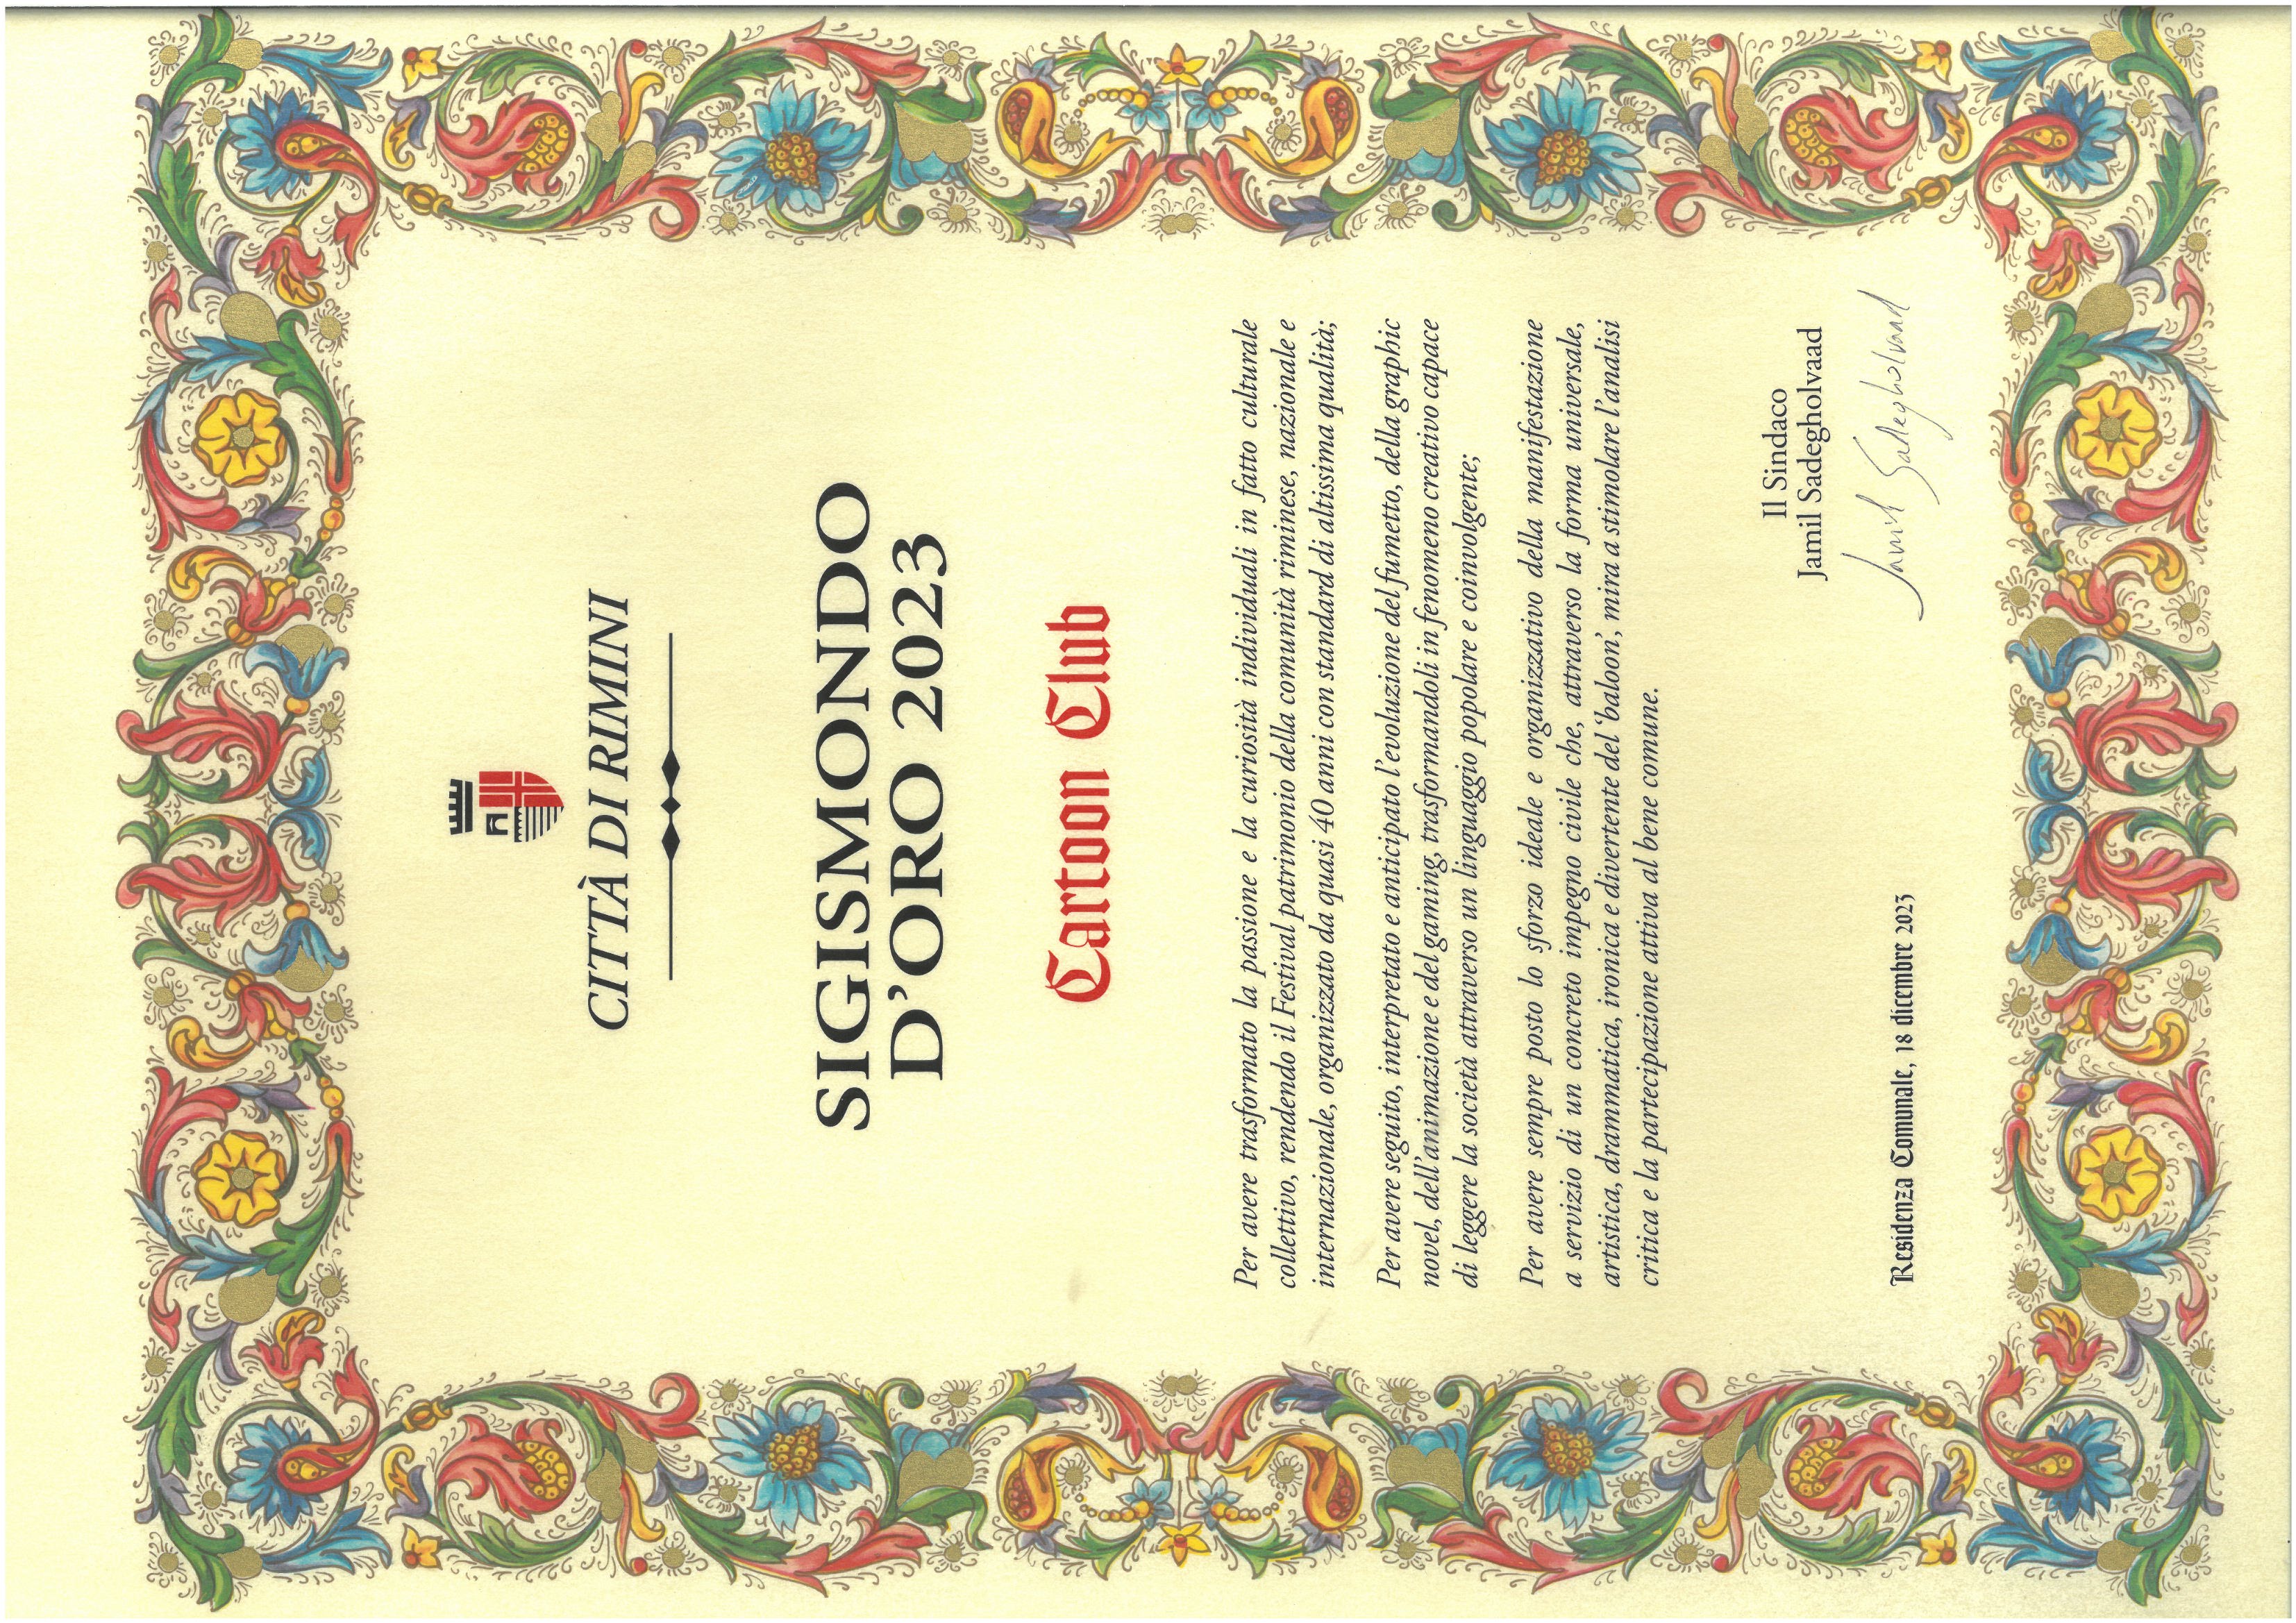 CITTÀ DI RIMINI
SIGISMONDO
D'ORO 2023
Cartoon Club
Per avere trasformato la passione e la curiosità individuali in fatto culturale
collettivo, rendendo il Festival patrimonio della comunità riminese, nazionale e
internazionale, organizzato da quasi 40 anni con standard di altissima qualità;
Per avere seguito, interpretato e anticipato l'evoluzione del fumetto, della graphic
novel, dell'animazione e del gaming, trasformandoli in fenomeno creativo capace
di leggere la società attraverso un linguaggio popolare e coinvolgente;
Per avere sempre posto lo sforzo ideale e organizzativo della manifestazione
a servizio di un concreto impegno civile che, attraverso la forma universale,
artistica, drammatica, ironica e divertente del 'baloon', mira a stimolare l'analisi
critica e la partecipazione attiva al bene comune.
Il Sindaco
Jamil Sadegholvaad
Jamil Sadegholvaad
Residenza Comunale, 18 dicembre 2023